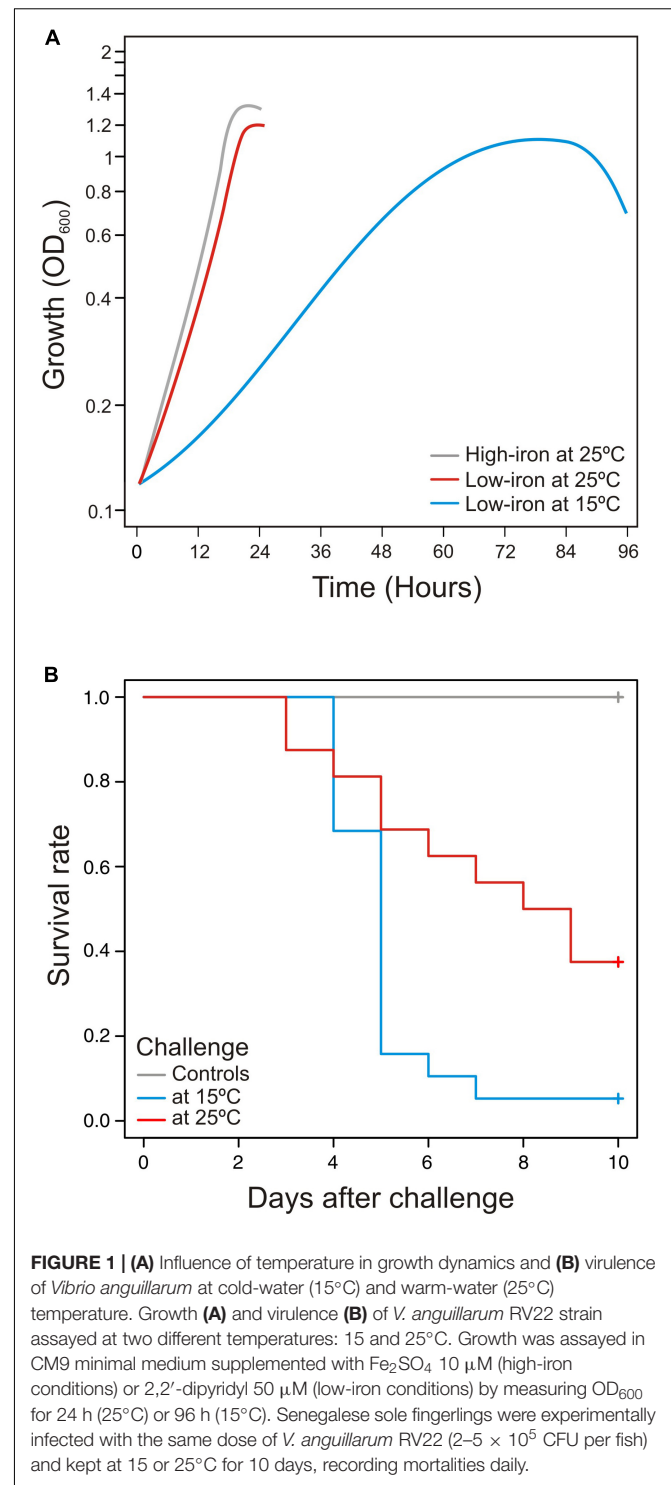 A
2
1.4
1.2
1
0.8
0.6
0.4
0.2
0.1
Growth (OD600)
High-iron at 25ºC
Low-iron at 25ºC
Low-iron at 15ºC
0 12 24 36 48 60 72 84 96
Time (Hours)
B
1.0
0.8
0.6
0.4
0.2
0.0
Survival rate
Challenge
Controls
at 15ºC
at 25ºC
0 2 4 6 8 10
Days after challenge
FIGURE 1 | (A) Influence of temperature in growth dynamics and (B) virulence
of Vibrio anguillarum at cold-water (15°C) and warm-water (25°C)
temperature. Growth (A) and virulence (B) of V. anguillarum RV22 strain
assayed at two different temperatures: 15 and 25°C. Growth was assayed in
CM9 minimal medium supplemented with Fe2SO4 10 μM (high-iron
conditions) or 2,2′-dipyridyl 50 μM (low-iron conditions) by measuring OD600
for 24 h (25°C) or 96 h (15°C). Senegalese sole fingerlings were experimentally
infected with the same dose of V. anguillarum RV22 (2–5 × 10⁵ CFU per fish)
and kept at 15 or 25°C for 10 days, recording mortalities daily.